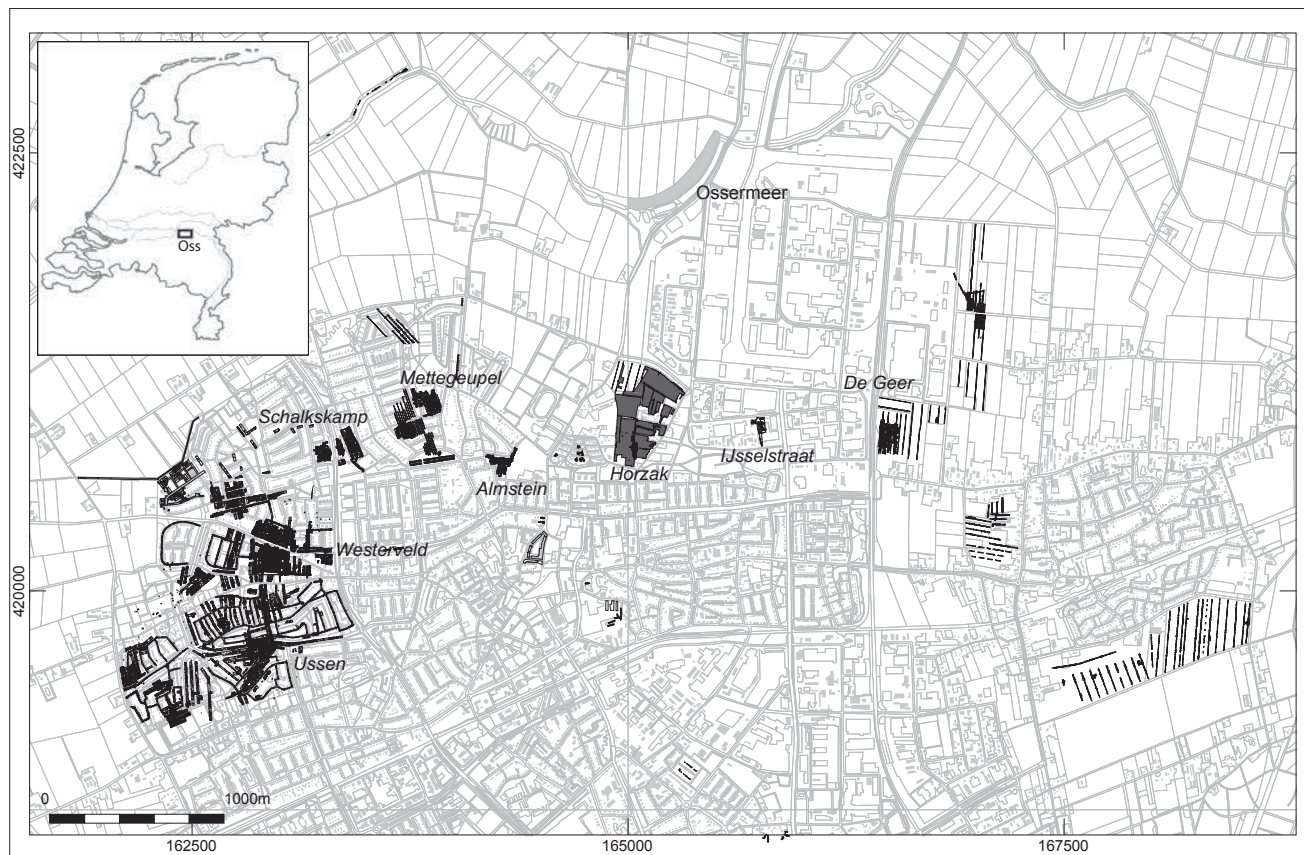 Oss
422500
Ossermeer
Mettegeupel
De Geer
Schalkskamp
IJsselstraat
Horzak
Almstein
Westerveld
420000
Ussen
0 1000m
162500 165000 167500